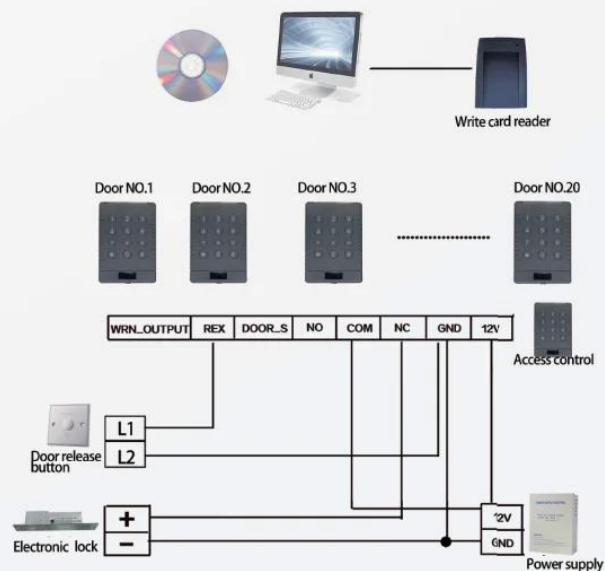 Write card reader
Door NO.1
Door NO.2
Door NO.3
Door NO.20
WRN_OUTPUT
REX
DOOR_S
NO
COM
NC
GND
12V
Access control
L1
L2
Door release
button
+
−
Electronic lock
12V
GND
Power supply